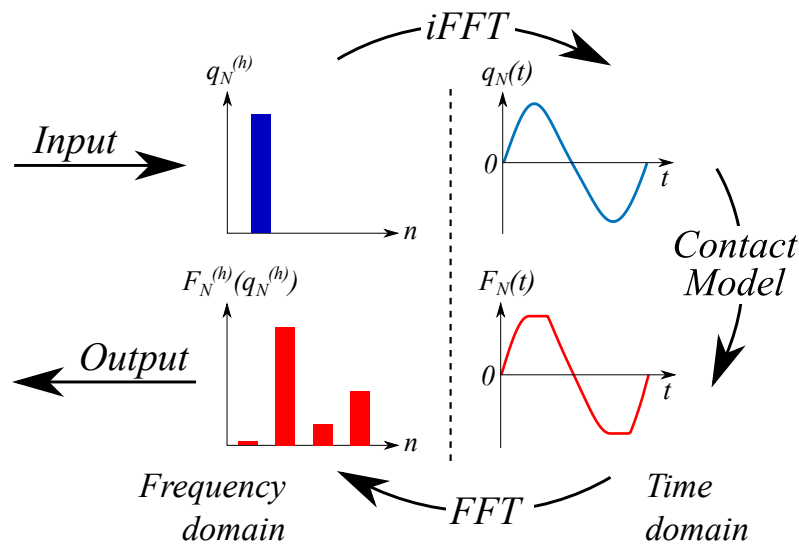 iFFT
q_N^(h)
q_N(t)
Input
0
t
n
Contact
Model
F_N^(h)(q_N^(h))
F_N(t)
Output
0
t
n
Frequency
domain
FFT
Time
domain